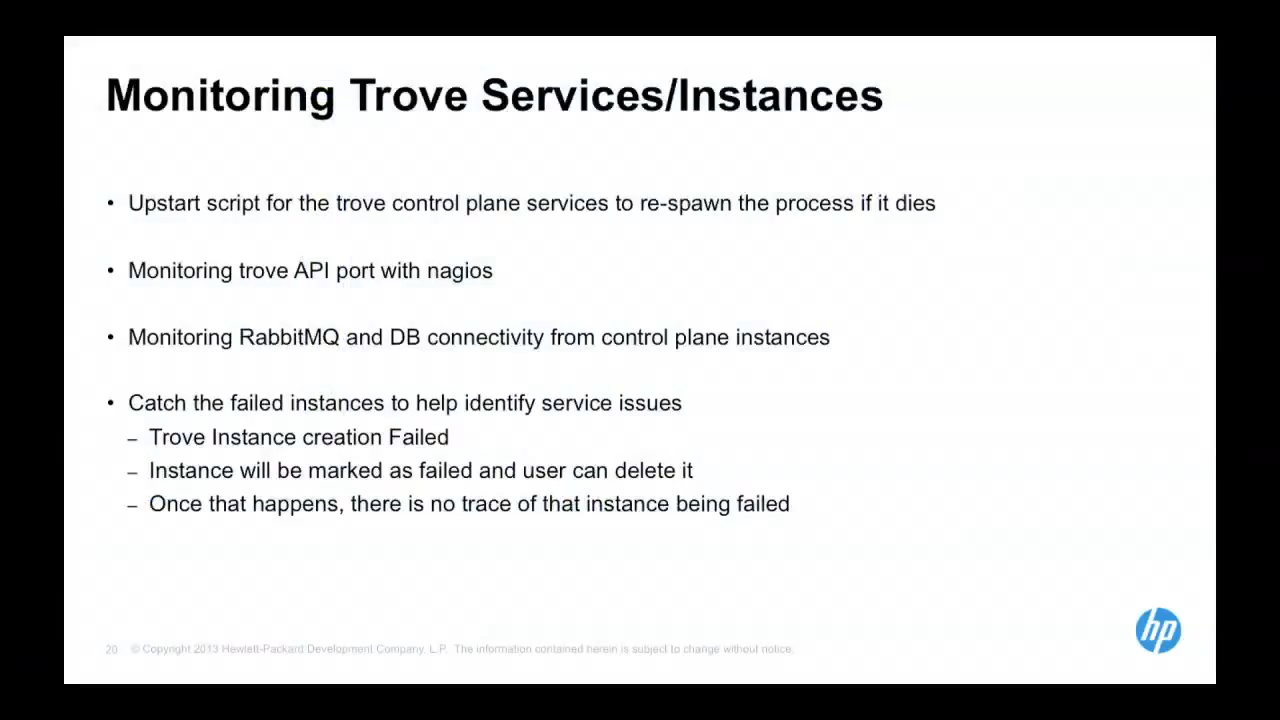 Monitoring Trove Services/Instances
• Upstart script for the trove control plane services to re-spawn the process if it dies
• Monitoring trove API port with nagios
• Monitoring RabbitMQ and DB connectivity from control plane instances
• Catch the failed instances to help identify service issues
– Trove Instance creation Failed
– Instance will be marked as failed and user can delete it
– Once that happens, there is no trace of that instance being failed
20 © Copyright 2013 Hewlett-Packard Development Company, L.P. The information contained herein is subject to change without notice.
hp